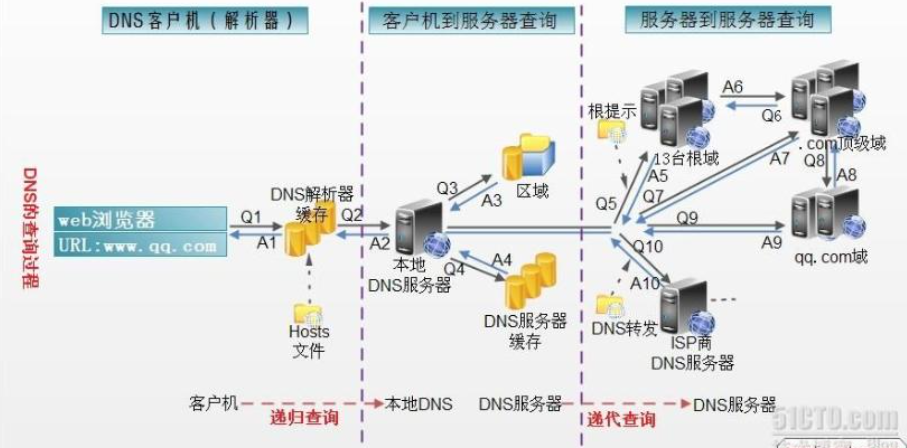 DNS客户机（解析器）
客户机到服务器查询
服务器到服务器查询
DNS的查询过程
web浏览器
URL:www.qq.com
Q1
A1
DNS解析器
缓存
Hosts
文件
Q2
A2
本地
DNS服务器
Q3
A3
区域
A4
Q4
DNS服务器
缓存
根提示
13台根域
A6
Q6
.com顶级域
A5
Q5
Q7
A7
Q8
A8
Q9
A9
qq.com域
Q10
A10
DNS转发
ISP商
DNS服务器
客户机
递归查询
本地DNS
DNS服务器
递代查询
DNS服务器
51CTO.com
Blog